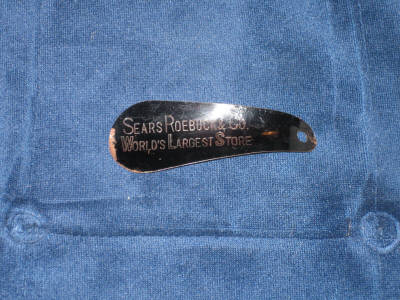 SEARS ROEBUCK & CO.
WORLD'S LARGEST STORE